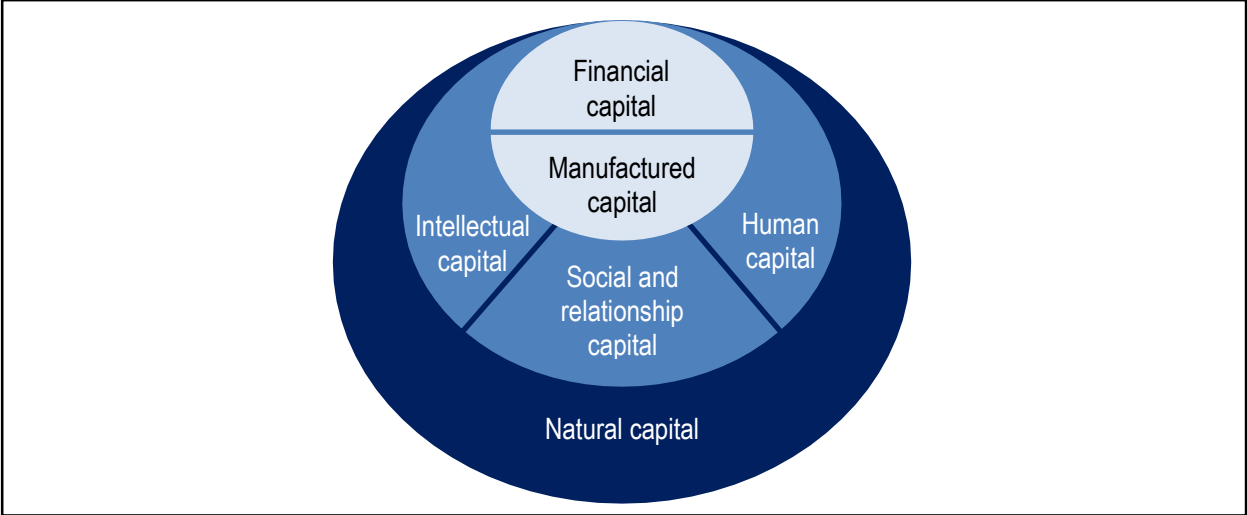 Financial
capital
Manufactured
capital
Intellectual
capital
Human
capital
Social and
relationship
capital
Natural capital